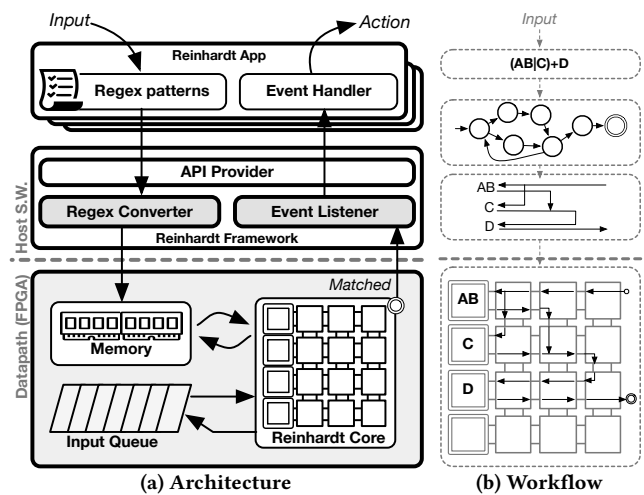 Input
Action
Reinhardt App
Regex patterns
Event Handler
API Provider
Regex Converter
Event Listener
Reinhardt Framework
Host S.W.
Datapath (FPGA)
Matched
Memory
Input Queue
Reinhardt Core
(a) Architecture
Input
(AB|C)+D
AB
C
D
AB
C
D
(b) Workflow